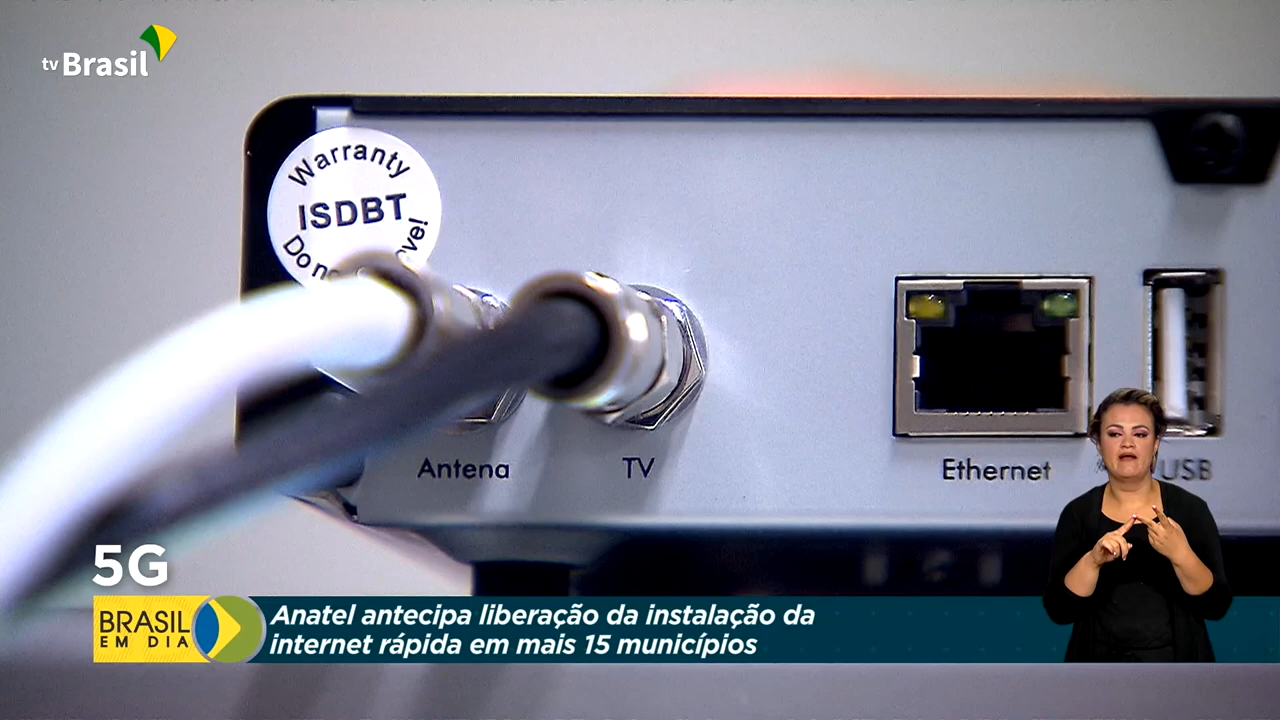 tv Brasil
Warranty
ISDBT
Antena
TV
Ethernet
USB
5G
BRASIL
EM DIA
Anatel antecipa liberação da instalação da
internet rápida em mais 15 municípios